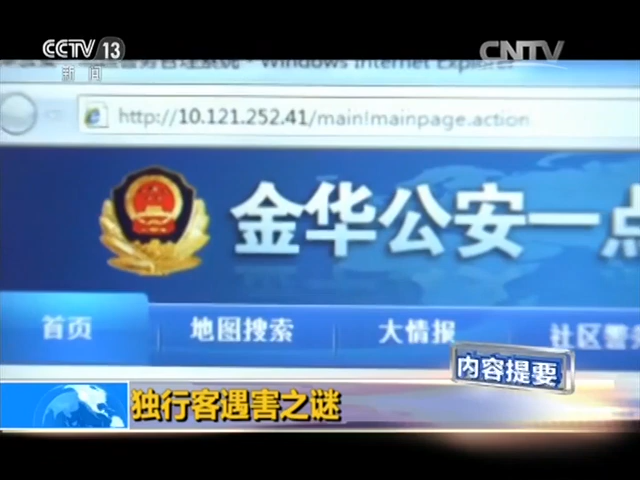 CCTV 13
新闻
CNTV
Windows Internet Expl
http://10.121.252.41/main!mainpage.action
金华公安一点
首页
地图搜索
大情报
社区警务
内容提要
独行客遇害之谜